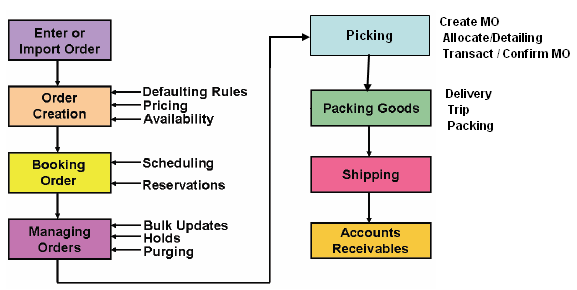 Enter or
Import Order
Order
Creation
Defaulting Rules
Pricing
Availability
Booking
Order
Scheduling
Reservations
Managing
Orders
Bulk Updates
Holds
Purging
Picking
Create MO
Allocate/Detailing
Transact / Confirm MO
Packing Goods
Delivery
Trip
Packing
Shipping
Accounts
Receivables